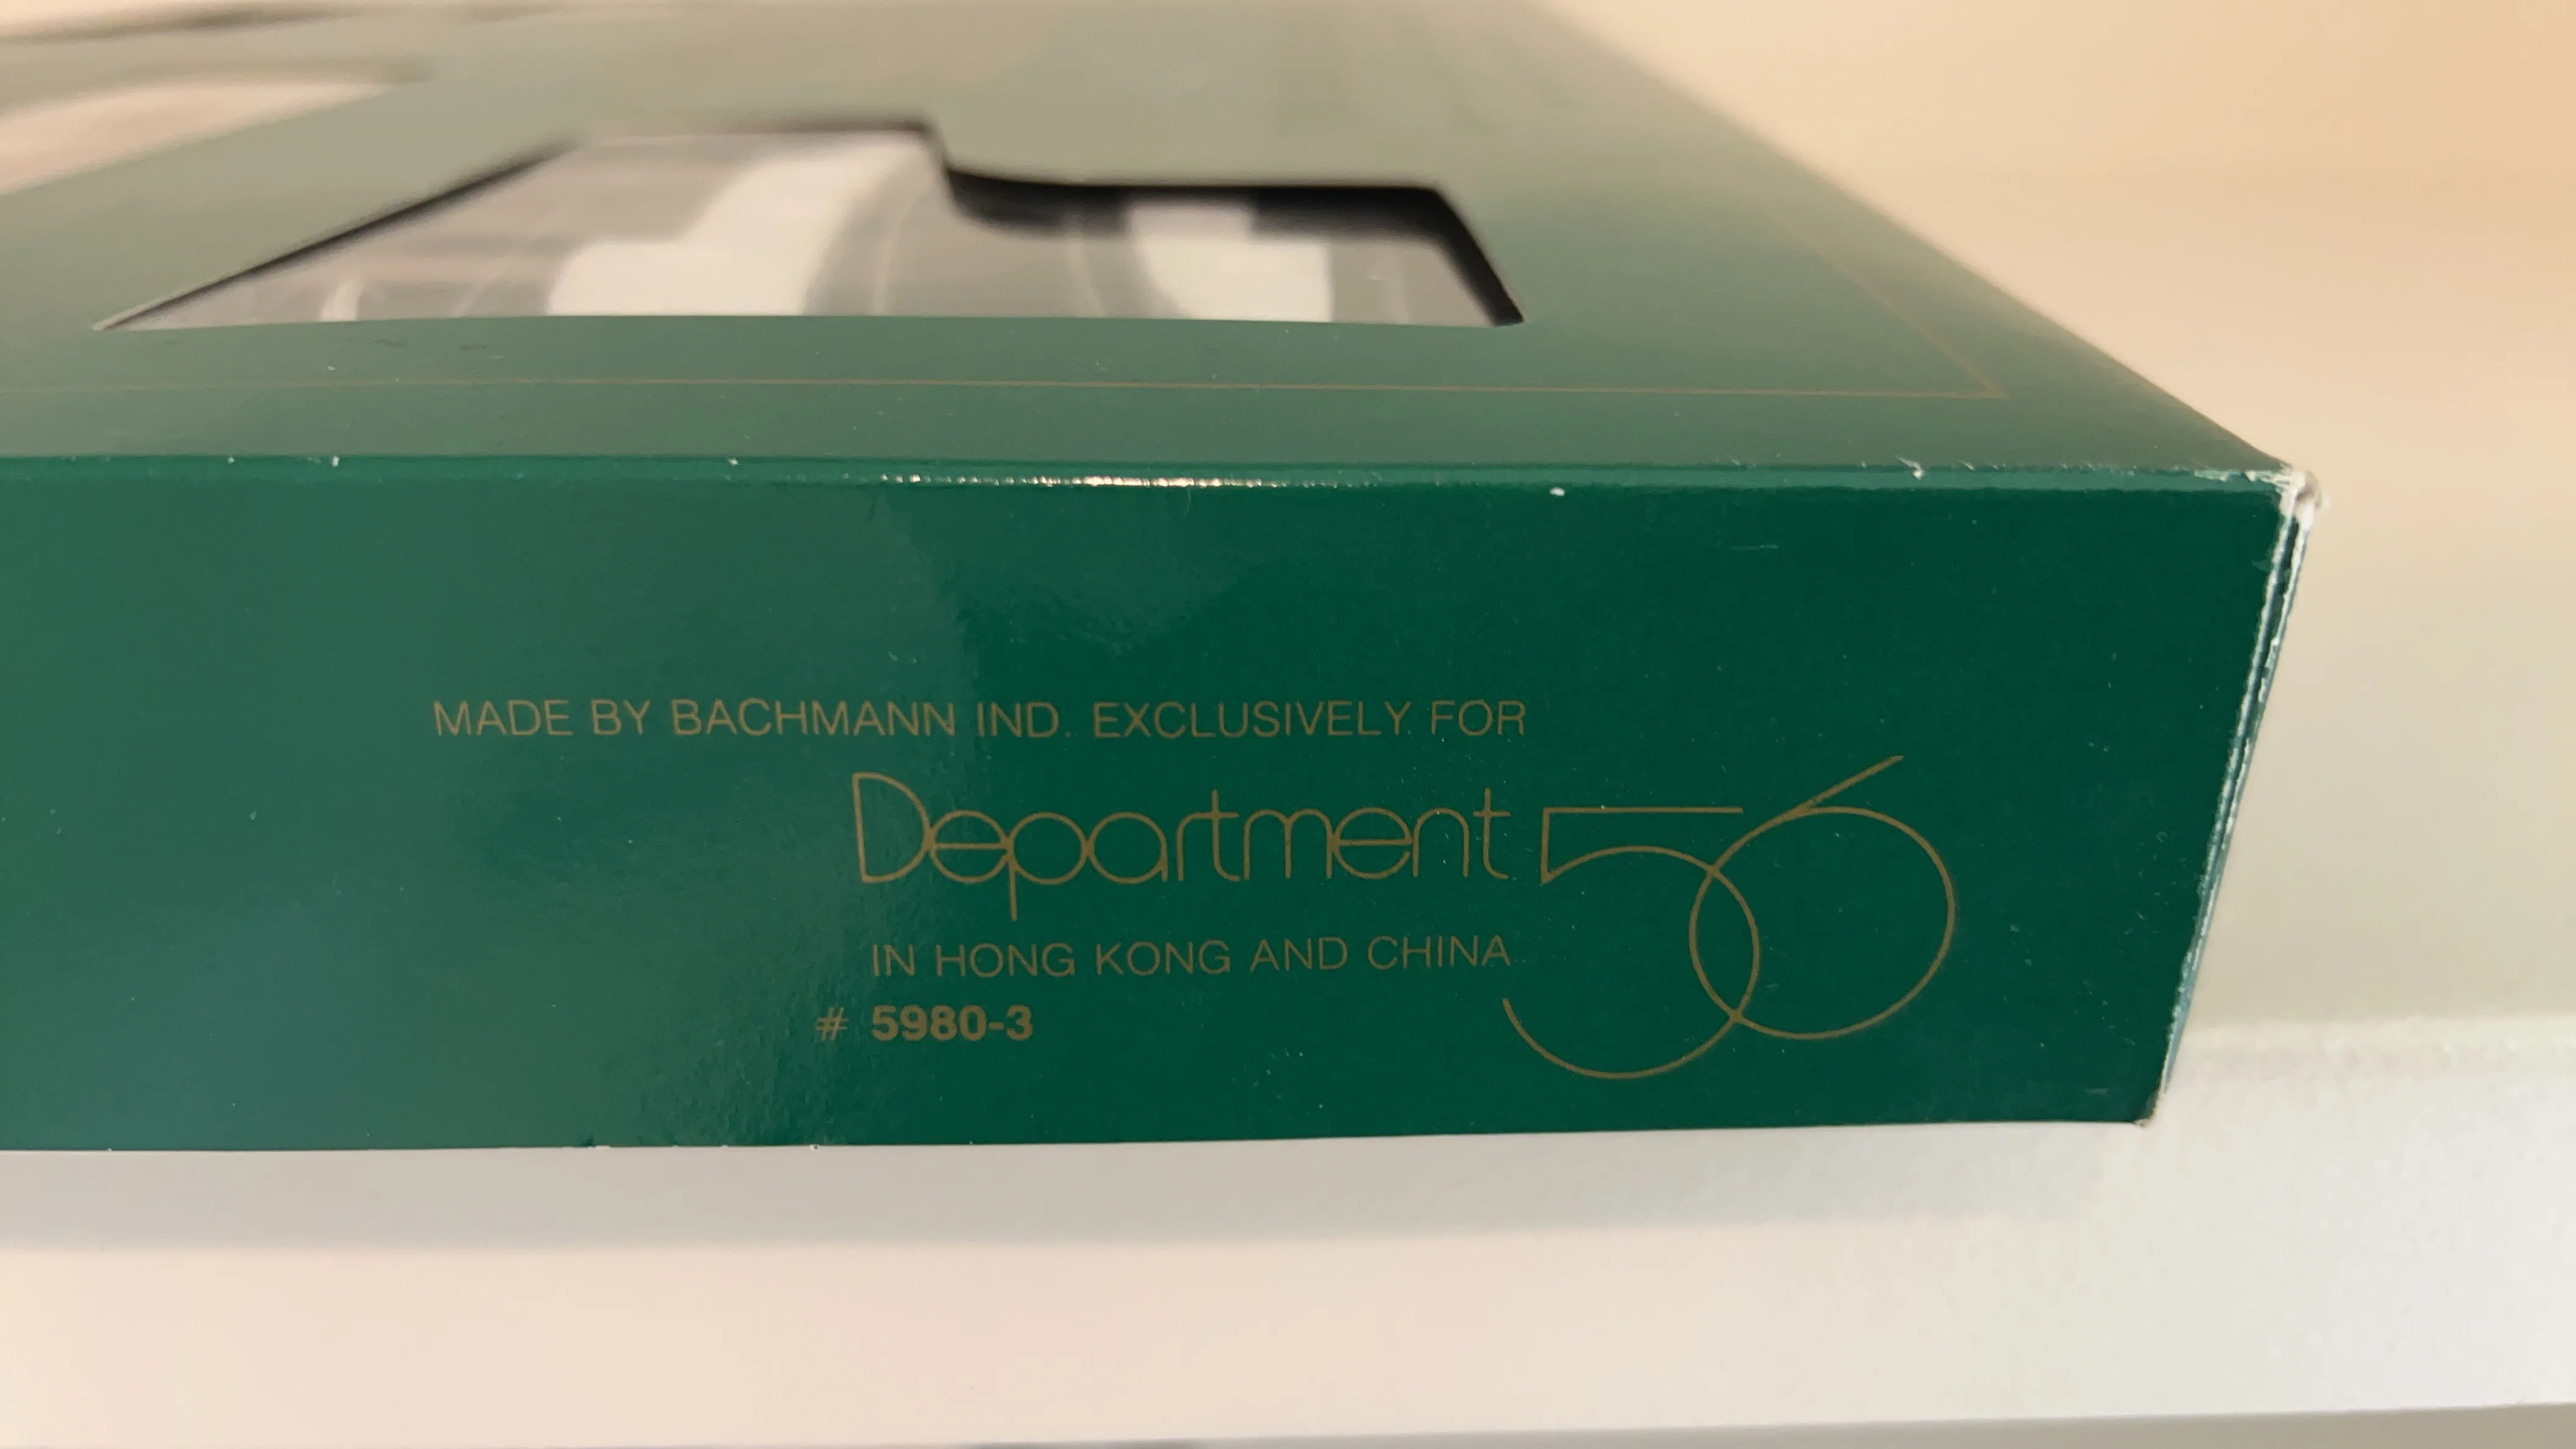 MADE BY BACHMANN IND. EXCLUSIVELY FOR
Department 56
IN HONG KONG AND CHINA
# 5980-3